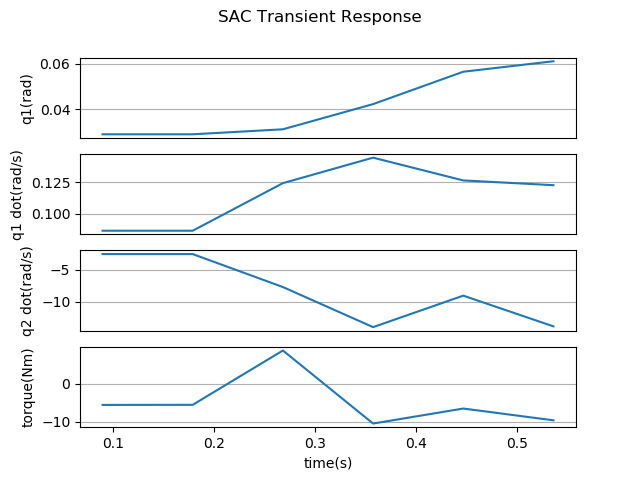 SAC Transient Response
q1(rad)
0.06
0.04
q1 dot(rad/s)
0.125
0.100
q2 dot(rad/s)
−5
−10
torque(Nm)
0
−10
0.1 0.2 0.3 0.4 0.5
time(s)